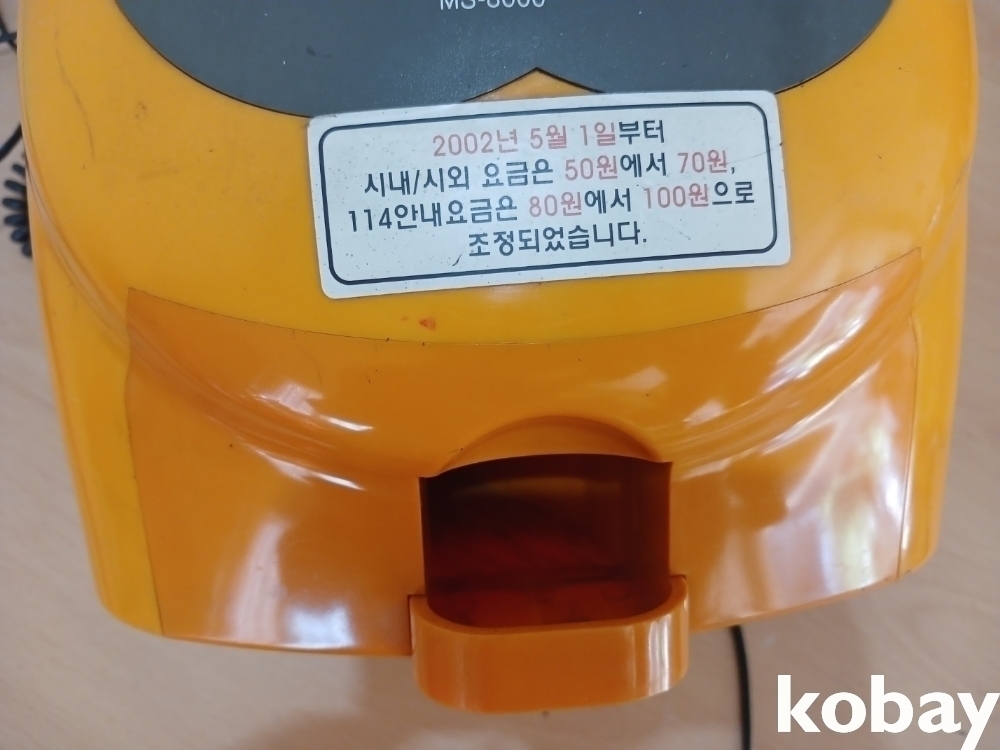 MS-8000
2002년 5월 1일부터
시내/시외 요금은 50원에서 70원,
114안내요금은 80원에서 100원으로
조정되었습니다.
kobay